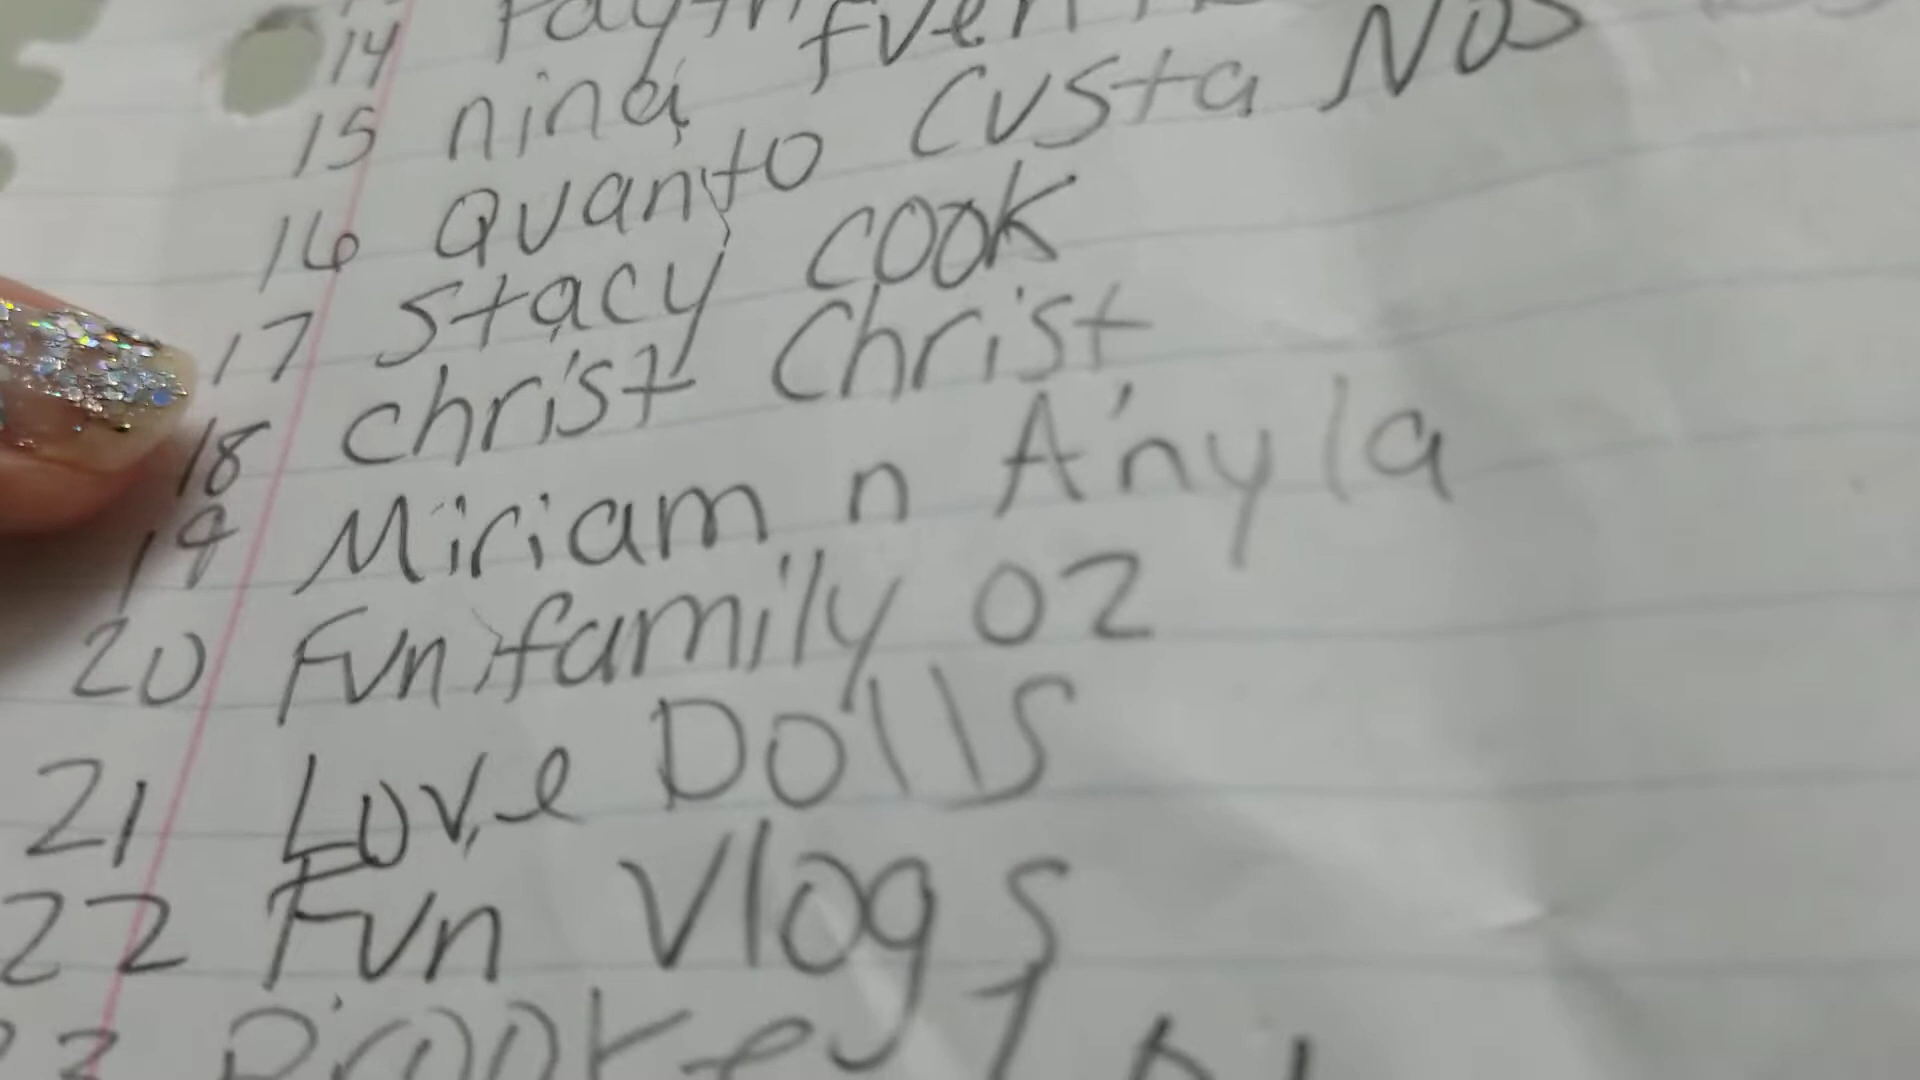 14
15 nina
16 Quanto Custa Nos
17 Stacy cook
18 Christ Christ
19 Miriam n A'nyla
20 Fun family 02
21 Love Dolls
22 Fun Vlogs